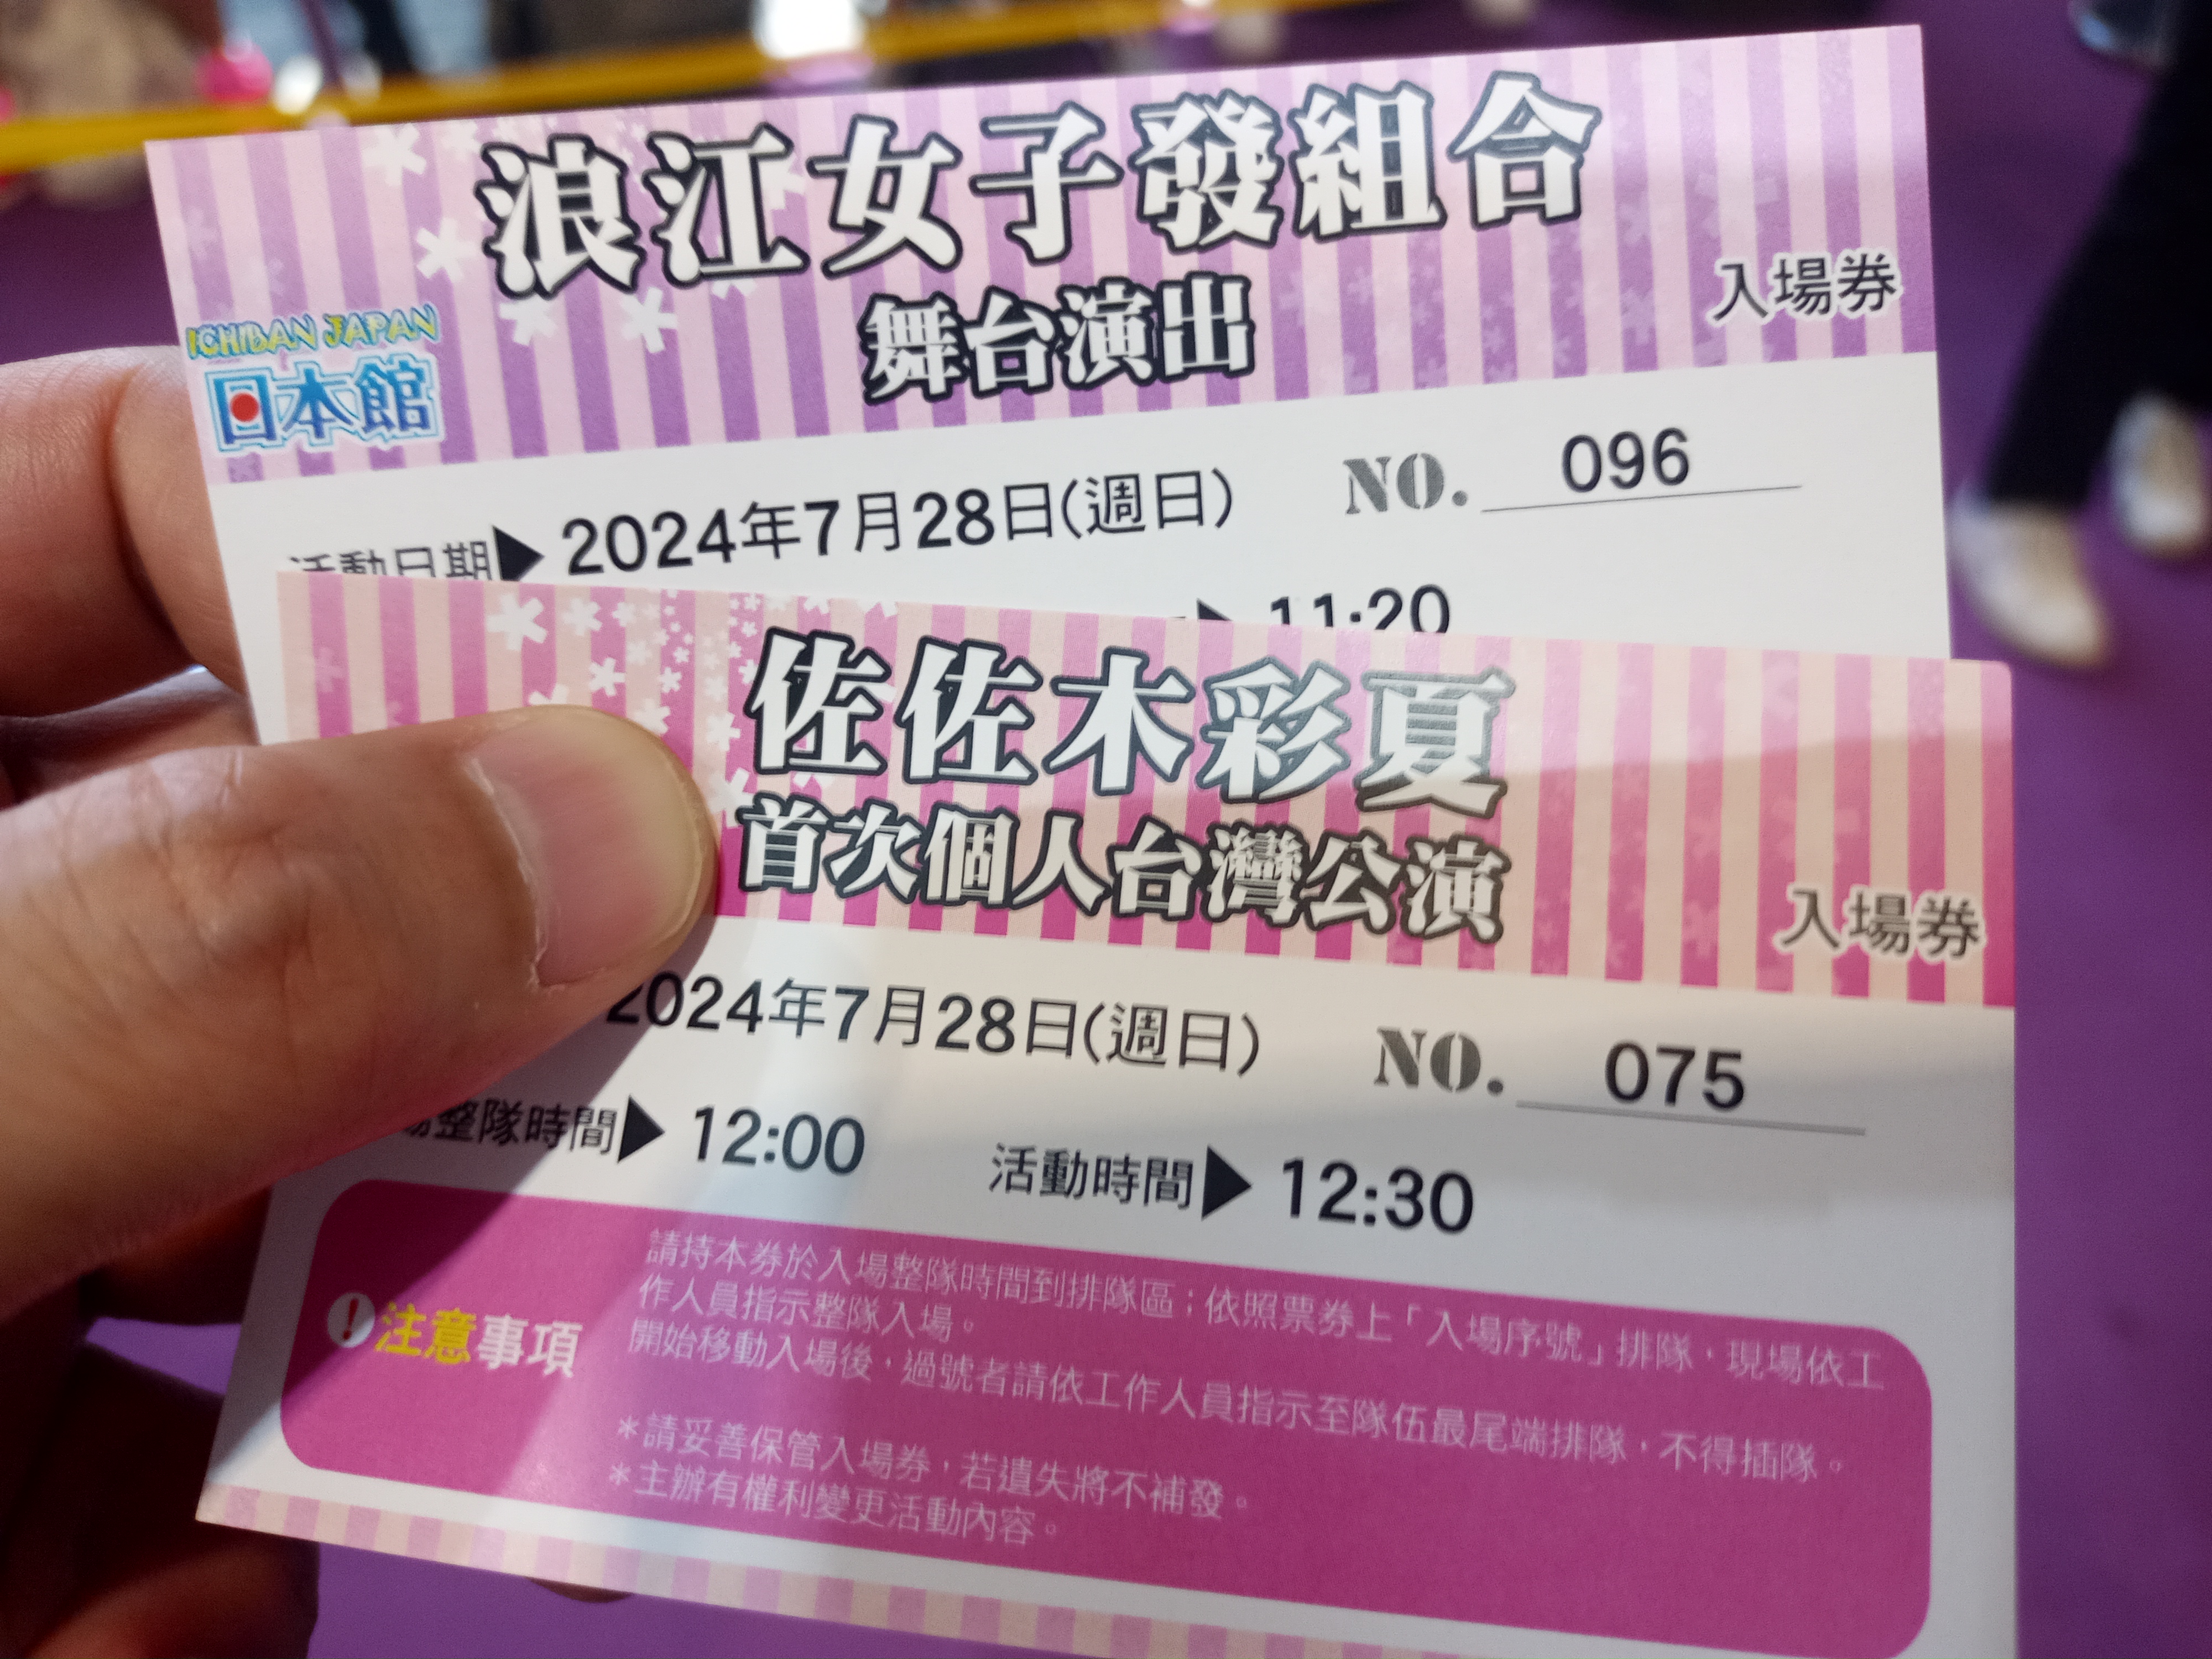 浪江女子發組合
舞台演出
入場券
ICHIBAN JAPAN
日本館
NO. 096
活動日期▶2024年7月28日(週日)
11:20
佐佐木彩夏
首次個人台灣公演
入場券
2024年7月28日(週日)
NO. 075
整隊時間▶12:00 活動時間▶12:30
!注意事項
請持本券於入場整隊時間到排隊區；依照票券上「入場序號」排隊，現場依工
作人員指示整隊入場。
開始移動入場後，過號者請依工作人員指示至隊伍最尾端排隊，不得插隊。
＊請妥善保管入場券，若遺失將不補發。
＊主辦有權利變更活動內容。